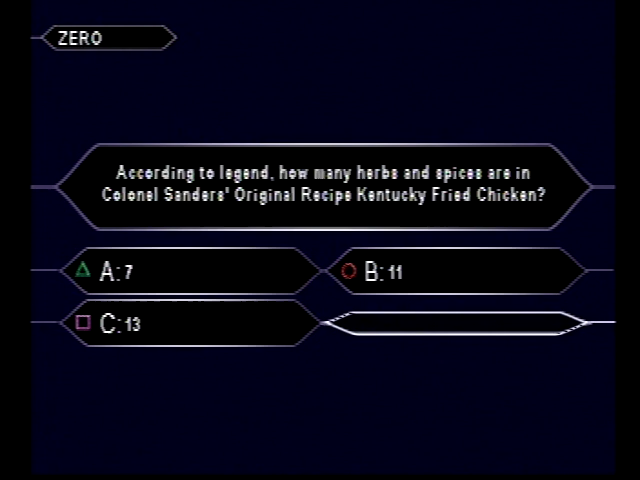 ZERO
According to legend, how many herbs and spices are in
Colonel Sanders' Original Recipe Kentucky Fried Chicken?
A: 7
B: 11
C: 13